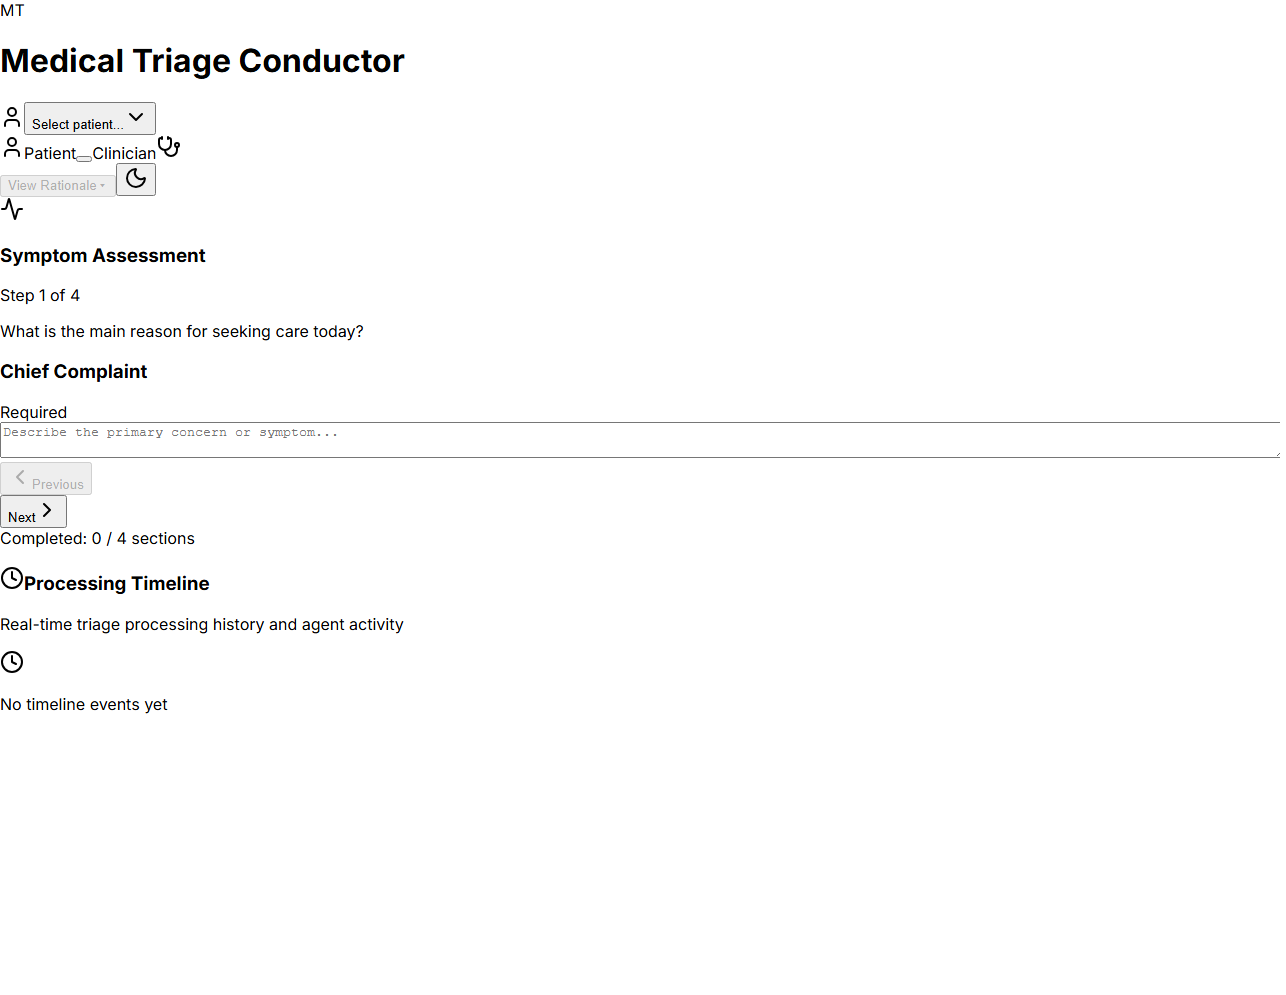 MT
Medical Triage Conductor
Select patient...
Patient Clinician
View Rationale
Symptom Assessment
Step 1 of 4
What is the main reason for seeking care today?
Chief Complaint
Required
Describe the primary concern or symptom...
Previous
Next
Completed: 0 / 4 sections
Processing Timeline
Real-time triage processing history and agent activity
No timeline events yet